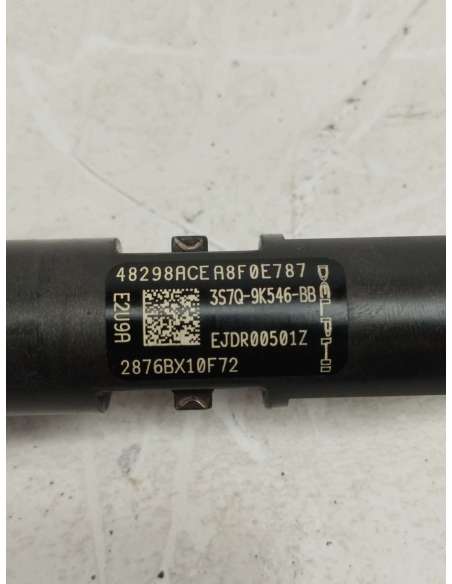 48298ACE A8F0E787
E2U9A
3S7Q-9K546-BB
EJDR00501Z
2876BX10F72
DELPHI